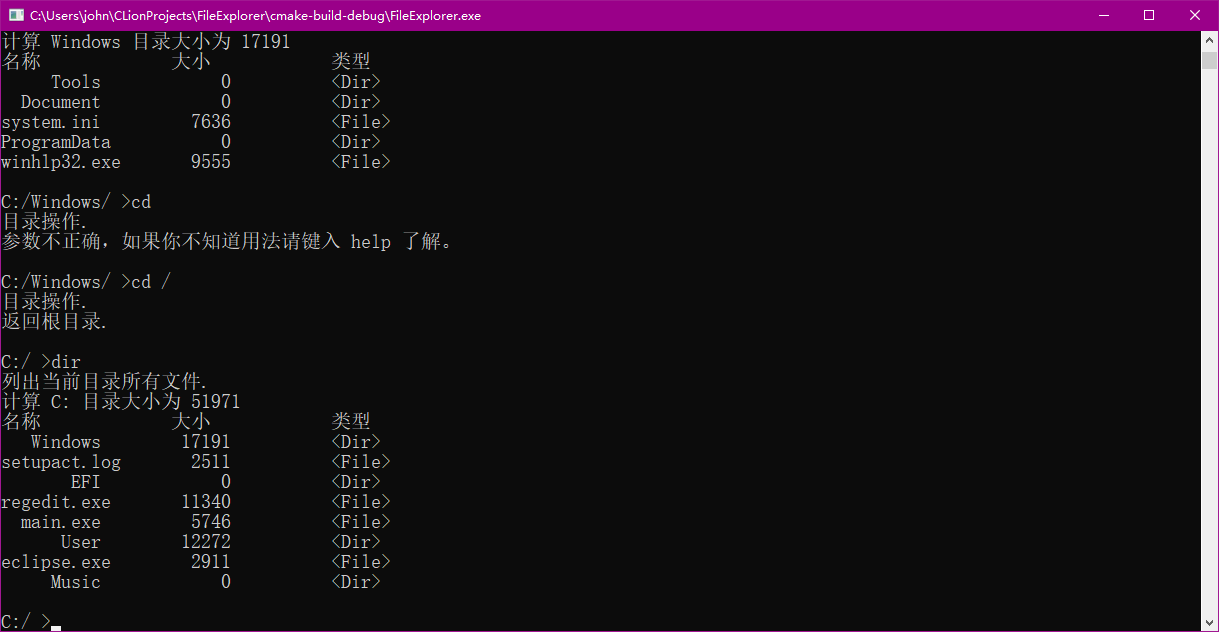 C:\Users\john\CLionProjects\FileExplorer\cmake-build-debug\FileExplorer.exe
计算 Windows 目录大小为 17191
名称 大小 类型
Tools 0 <Dir>
Document 0 <Dir>
system.ini 7636 <File>
ProgramData 0 <Dir>
winhlp32.exe 9555 <File>
C:/Windows/ >cd
目录操作.
参数不正确，如果你不知道用法请键入 help 了解。
C:/Windows/ >cd /
目录操作.
返回根目录.
C:/ >dir
列出当前目录所有文件.
计算 C: 目录大小为 51971
名称 大小 类型
Windows 17191 <Dir>
setupact.log 2511 <File>
EFI 0 <Dir>
regedit.exe 11340 <File>
main.exe 5746 <File>
User 12272 <Dir>
eclipse.exe 2911 <File>
Music 0 <Dir>
C:/ >